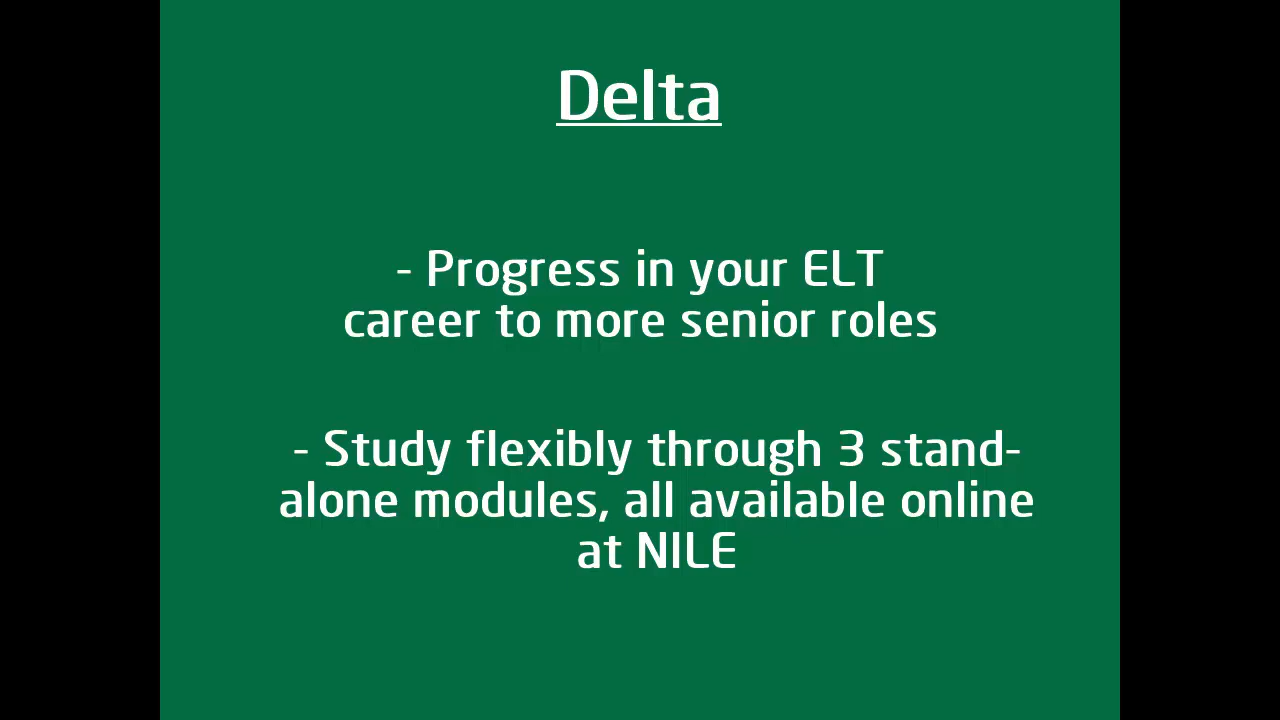 Delta
- Progress in your ELT
career to more senior roles
- Study flexibly through 3 stand-
alone modules, all available online
at NILE